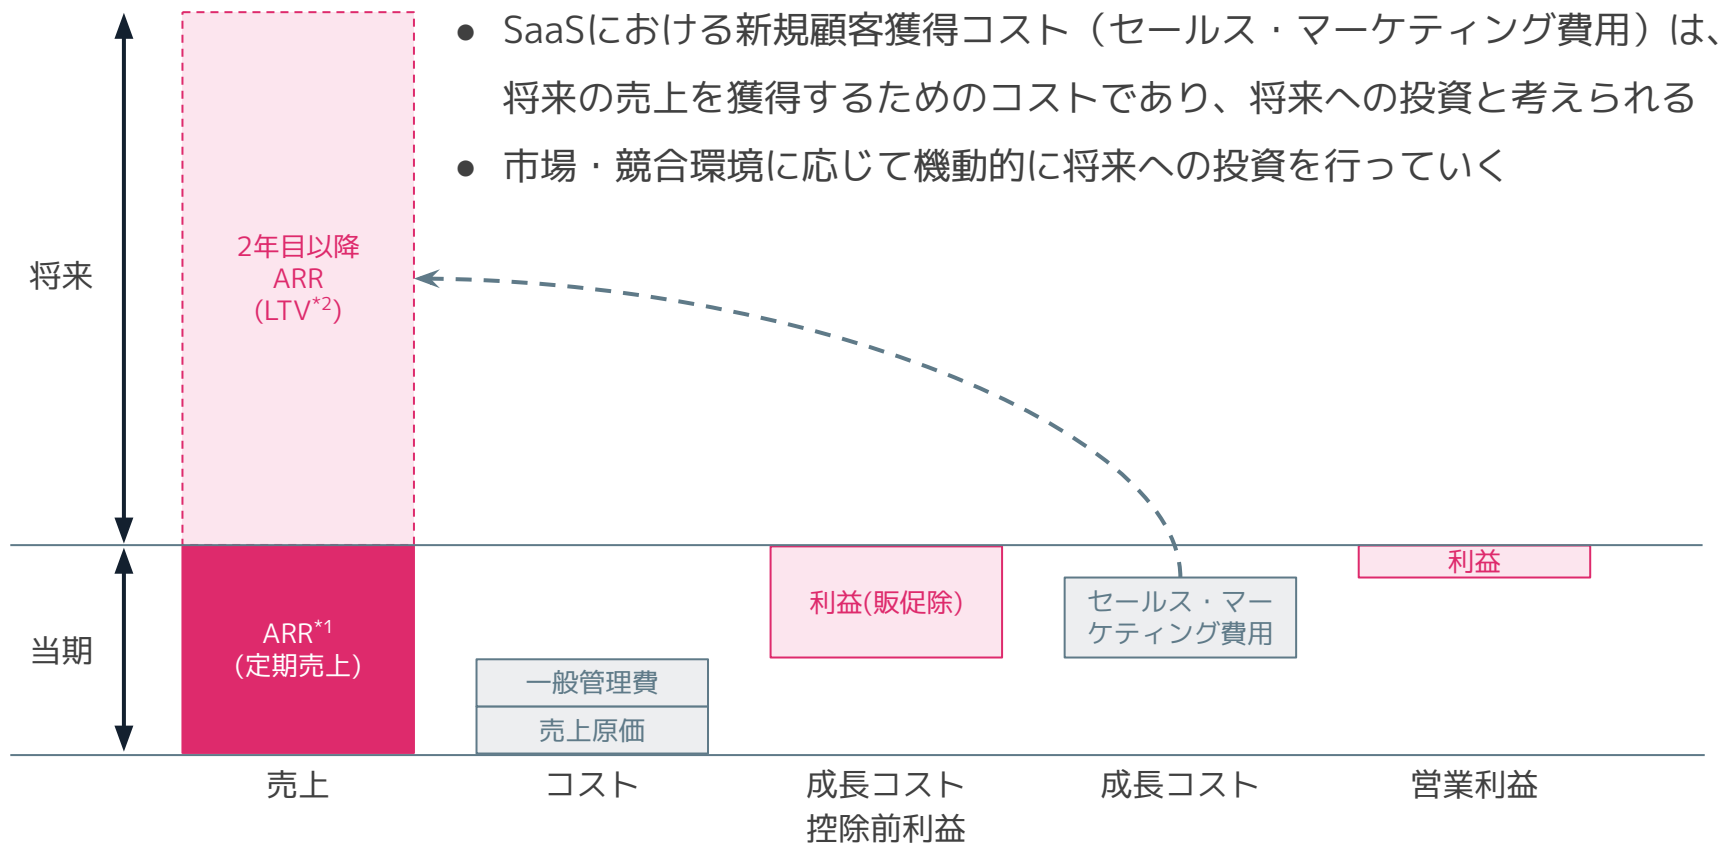 ● SaaSにおける新規顧客獲得コスト（セールス・マーケティング費用）は、
将来の売上を獲得するためのコストであり、将来への投資と考えられる
● 市場・競合環境に応じて機動的に将来への投資を行っていく
将来
2年目以降
ARR
(LTV*2)
当期
ARR*1
(定期売上)
一般管理費
売上原価
利益(販促除)
セールス・マー
ケティング費用
利益
売上
コスト
成長コスト
控除前利益
成長コスト
営業利益